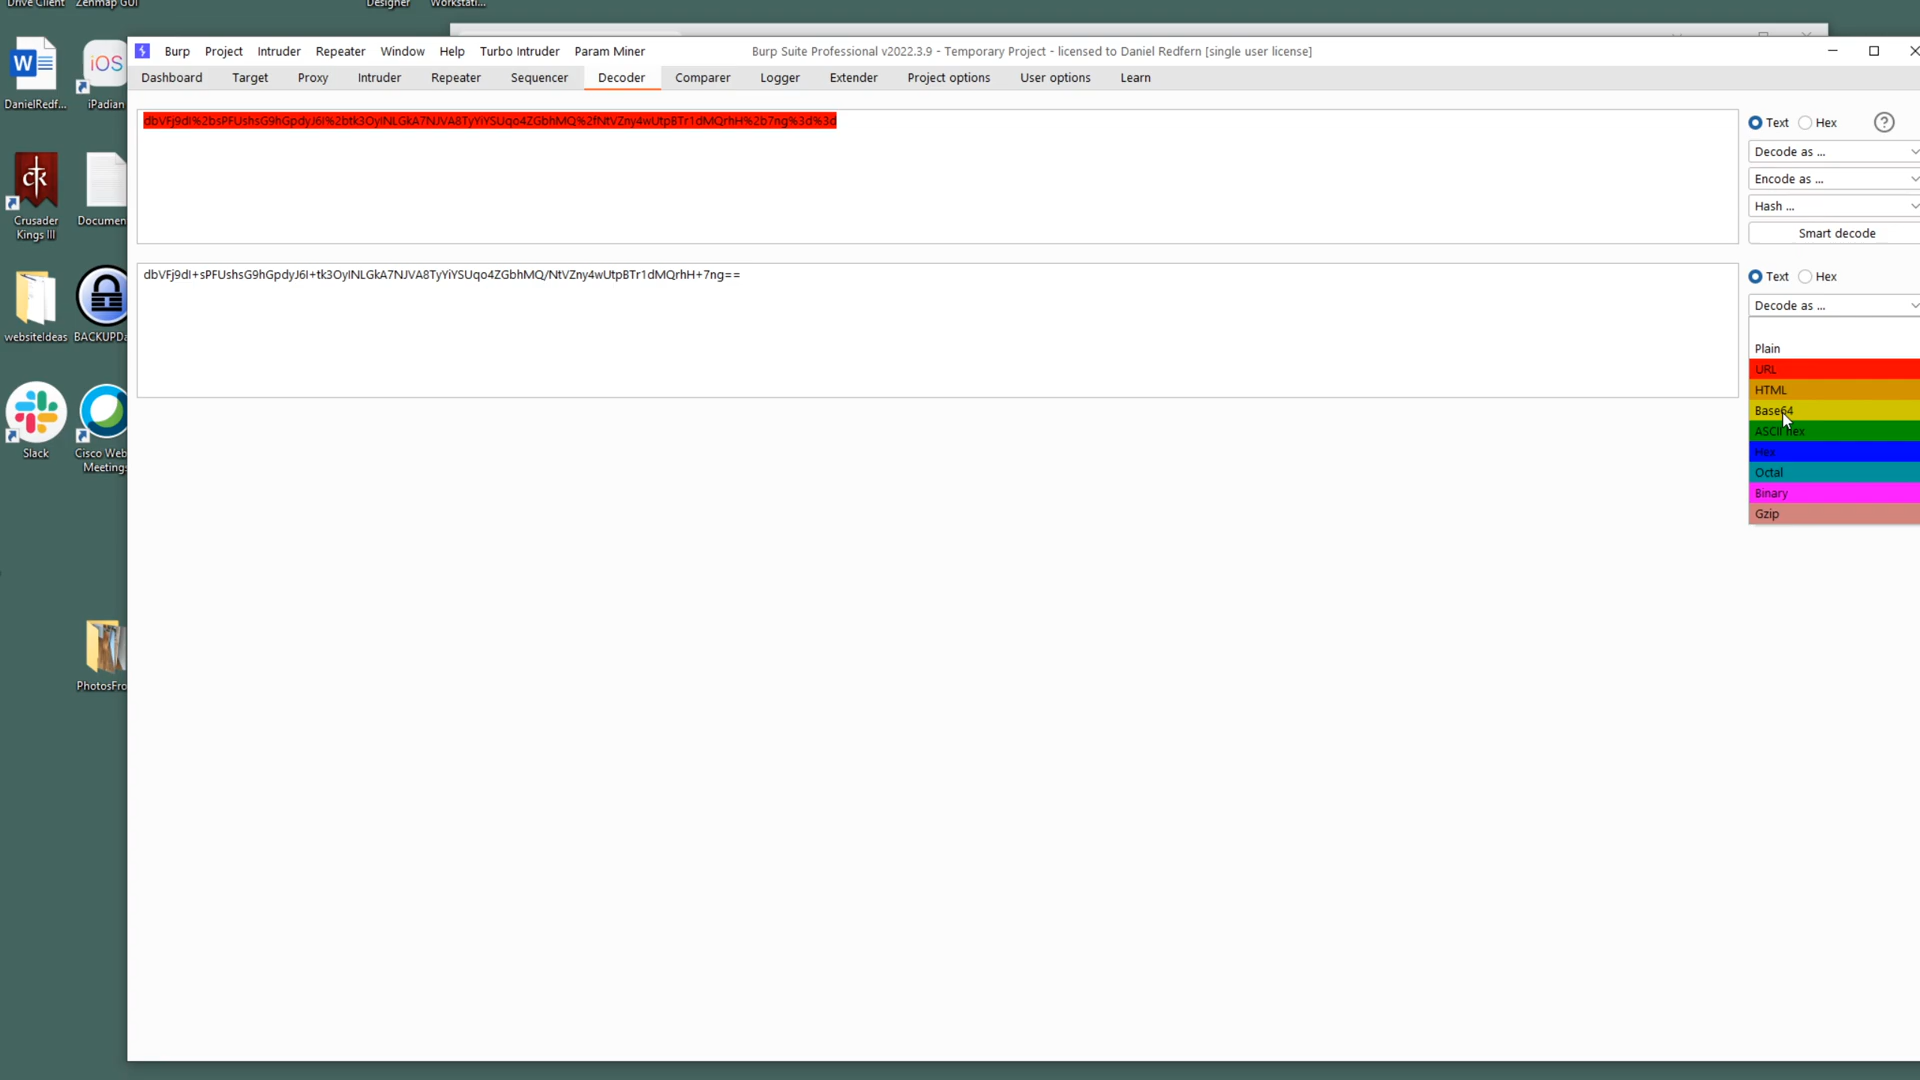 Drive Client Zenmap GUI Designer Workstati...
Burp Project Intruder Repeater Window Help Turbo Intruder Param Miner Burp Suite Professional v2022.3.9 - Temporary Project - licensed to Daniel Redfern [single user license]
Dashboard Target Proxy Intruder Repeater Sequencer Decoder Comparer Logger Extender Project options User options Learn
iOS
DanielRedf... iPadian
dbVFj9dI%2bsPFUshsG9hGpdyJ6I%2btk3OyINLGkA7NJVA8TyYiYSUqo4ZGbhMQ%2fNtVZny4wUtpBTr1dMQrhH%2b7ng%3d%3d
Text Hex
Decode as ...
Encode as ...
Hash ...
Smart decode
Crusader
Kings III
Documen
dbVFj9dI+sPFUshsG9hGpdyJ6I+tk3OyINLGkA7NJVA8TyYiYSUqo4ZGbhMQ/NtVZny4wUtpBTr1dMQrhH+7ng==
Text Hex
Decode as ...
Plain
URL
HTML
Base64
ASCII hex
Hex
Octal
Binary
Gzip
websiteIdeas BACKUPDa
Slack
Cisco Web
Meeting
PhotosFro